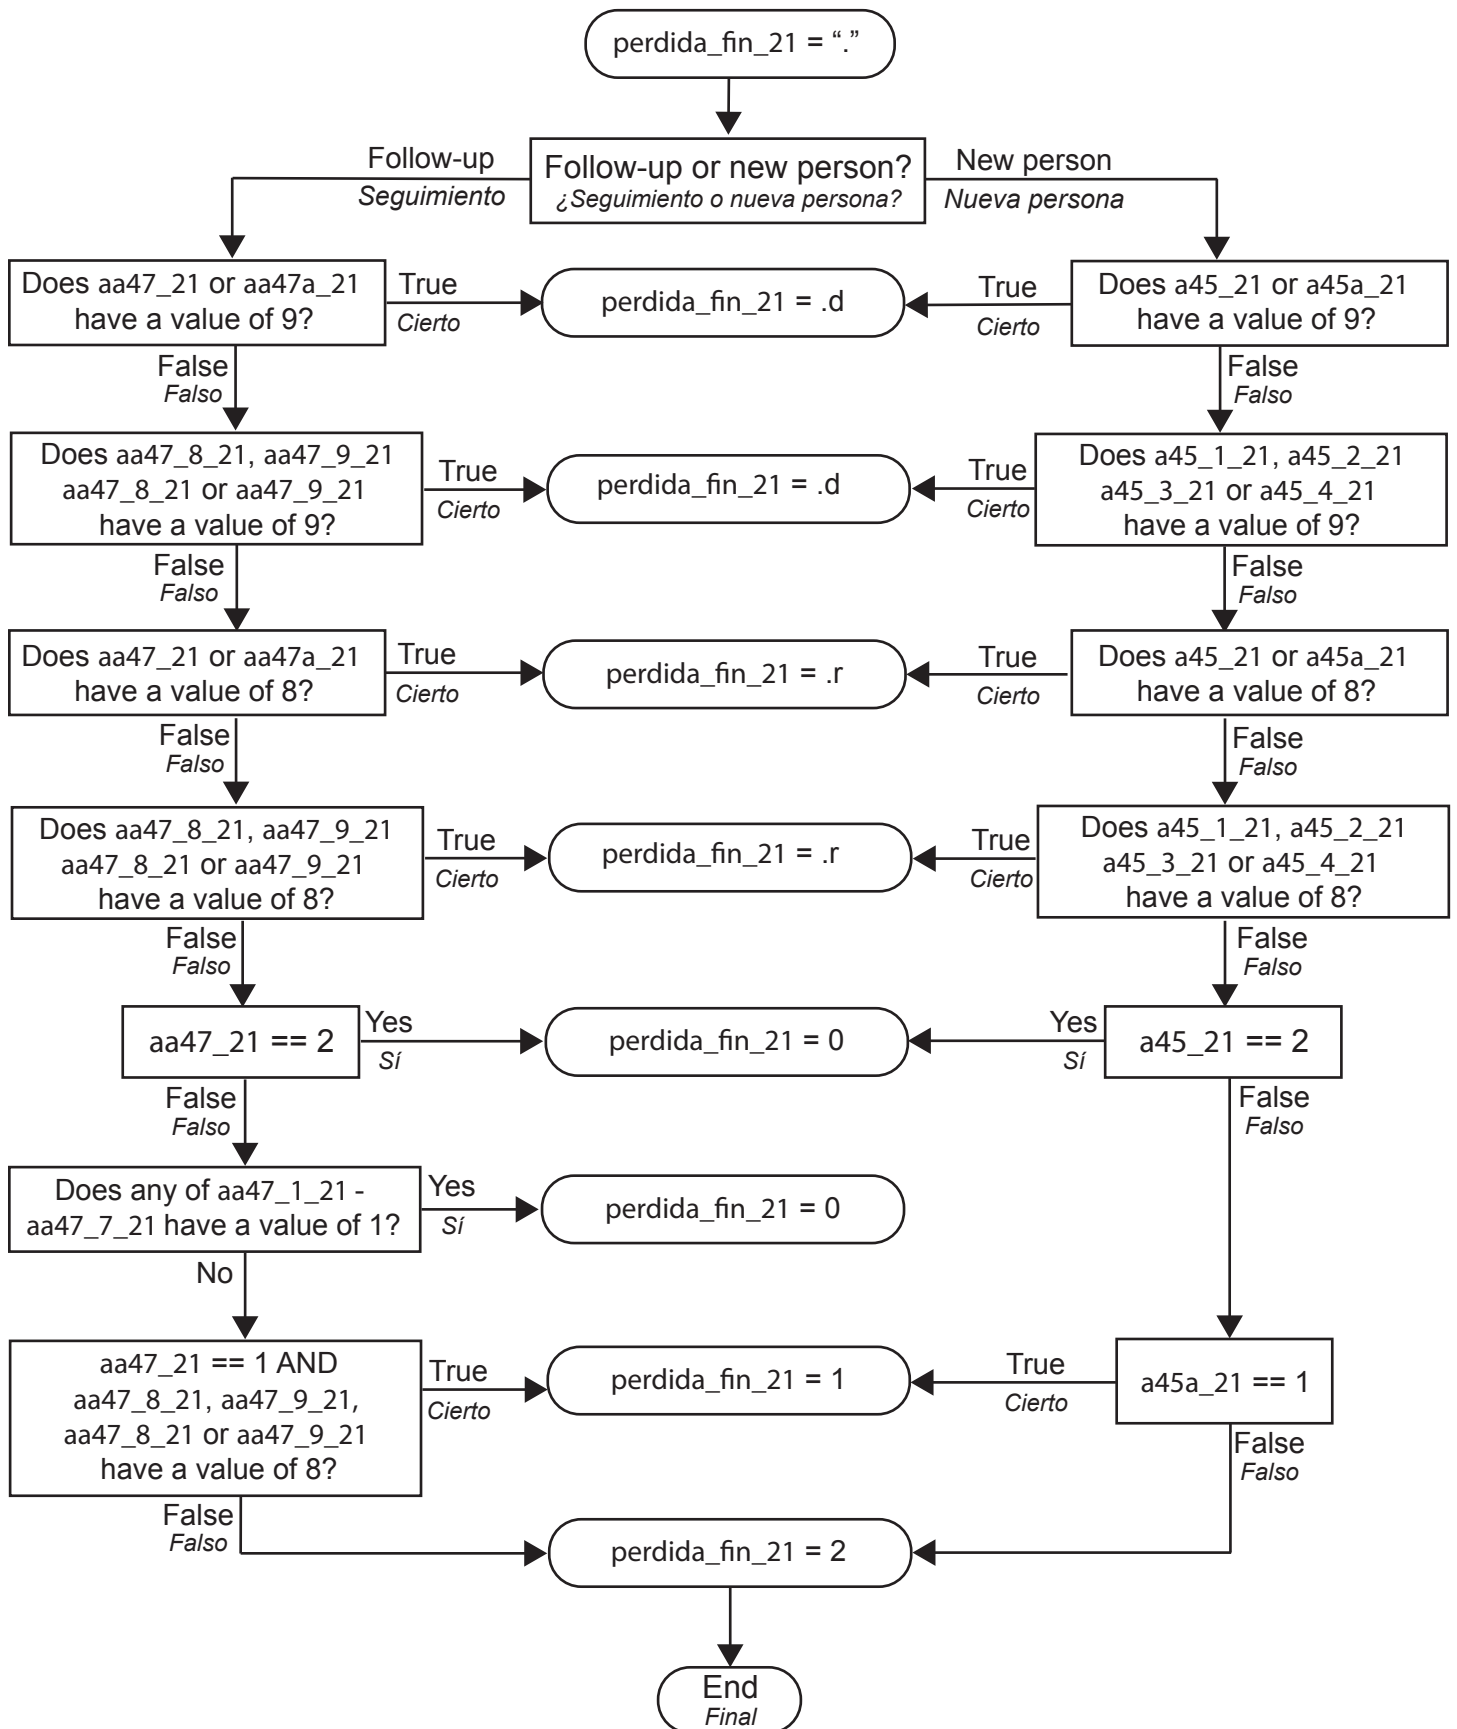 perdida_fin_21 = “.”
Follow-up
Seguimiento
Follow-up or new person?
¿Seguimiento o nueva persona?
New person
Nueva persona
Does aa47_21 or aa47a_21
have a value of 9?
True
Cierto
perdida_fin_21 = .d
True
Cierto
Does a45_21 or a45a_21
have a value of 9?
False
Falso
False
Falso
Does aa47_8_21, aa47_9_21
aa47_8_21 or aa47_9_21
have a value of 9?
True
Cierto
perdida_fin_21 = .d
True
Cierto
Does a45_1_21, a45_2_21
a45_3_21 or a45_4_21
have a value of 9?
False
Falso
False
Falso
Does aa47_21 or aa47a_21
have a value of 8?
True
Cierto
perdida_fin_21 = .r
True
Cierto
Does a45_21 or a45a_21
have a value of 8?
False
Falso
False
Falso
Does aa47_8_21, aa47_9_21
aa47_8_21 or aa47_9_21
have a value of 8?
True
Cierto
perdida_fin_21 = .r
True
Cierto
Does a45_1_21, a45_2_21
a45_3_21 or a45_4_21
have a value of 8?
False
Falso
False
Falso
aa47_21 == 2
Yes
Sí
perdida_fin_21 = 0
Yes
Sí
a45_21 == 2
False
Falso
False
Falso
Does any of aa47_1_21 -
aa47_7_21 have a value of 1?
Yes
Sí
perdida_fin_21 = 0
No
aa47_21 == 1 AND
aa47_8_21, aa47_9_21,
aa47_8_21 or aa47_9_21
have a value of 8?
True
Cierto
perdida_fin_21 = 1
True
Cierto
a45a_21 == 1
False
Falso
False
Falso
perdida_fin_21 = 2
End
Final